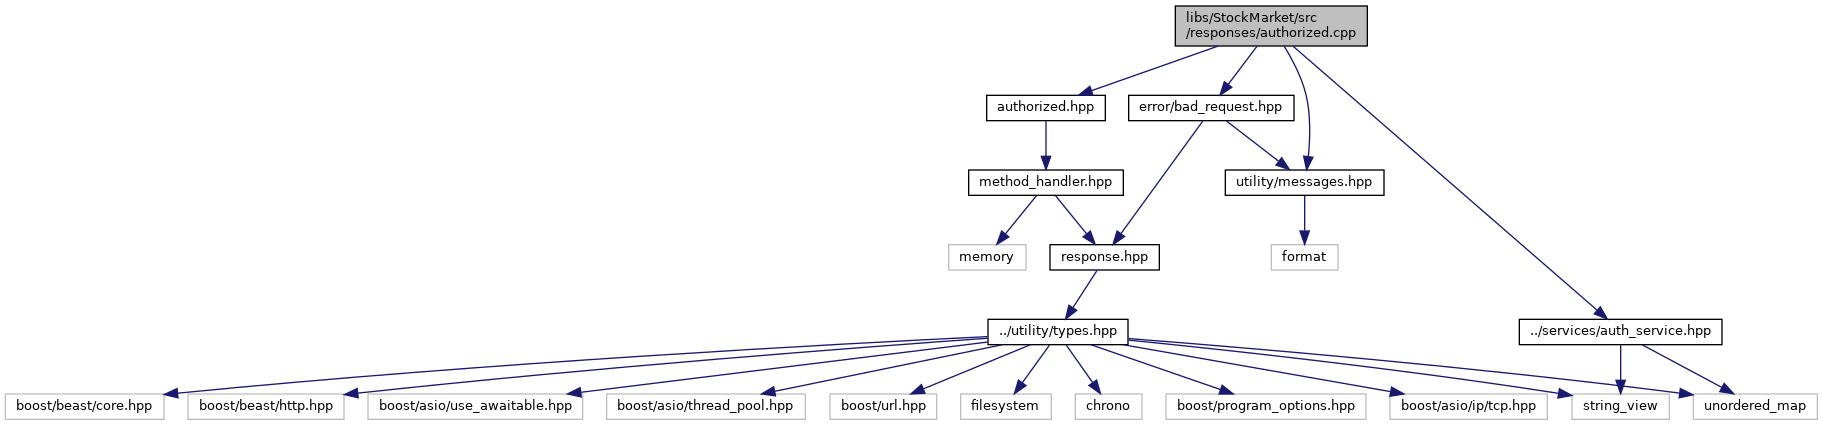 libs/StockMarket/src
/responses/authorized.cpp
authorized.hpp
error/bad_request.hpp
method_handler.hpp
utility/messages.hpp
memory
response.hpp
format
../utility/types.hpp
../services/auth_service.hpp
boost/beast/core.hpp
boost/beast/http.hpp
boost/asio/use_awaitable.hpp
boost/asio/thread_pool.hpp
boost/url.hpp
filesystem
chrono
boost/program_options.hpp
boost/asio/ip/tcp.hpp
string_view
unordered_map